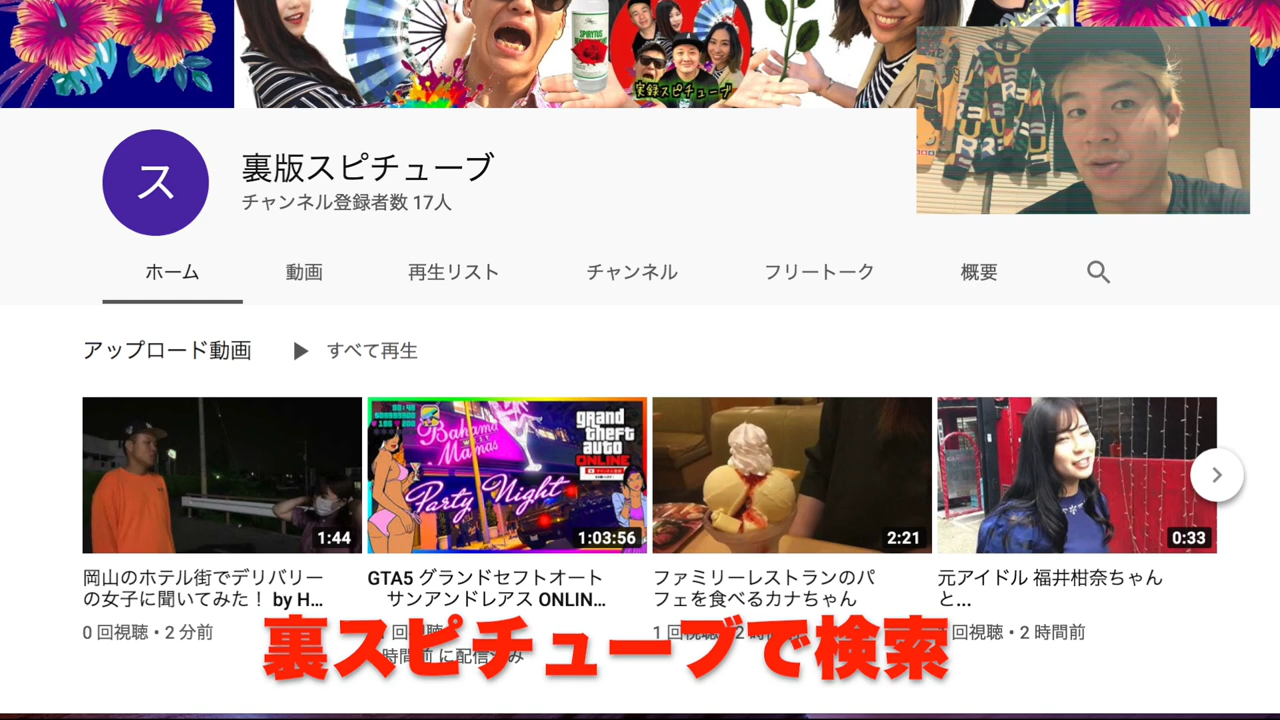 SPIRYTUS
実録スピチューブ
ス
裏版スピチューブ
チャンネル登録者数 17人
ホーム 動画 再生リスト チャンネル フリートーク 概要
アップロード動画 すべて再生
1:44
Bahama
Mamas
Party Night
grand
theft
auto
ONLINE
1:03:56
2:21
0:33
岡山のホテル街でデリバリー
の女子に聞いてみた! by H...
GTA5 グランドセフトオート
サンアンドレアス ONLIN...
ファミリーレストランのパ
フェを食べるカナちゃん
元アイドル 福井柑奈ちゃん
と...
0 回視聴・2 分前
回視聴・2 時間前
裏スピチューブで検索